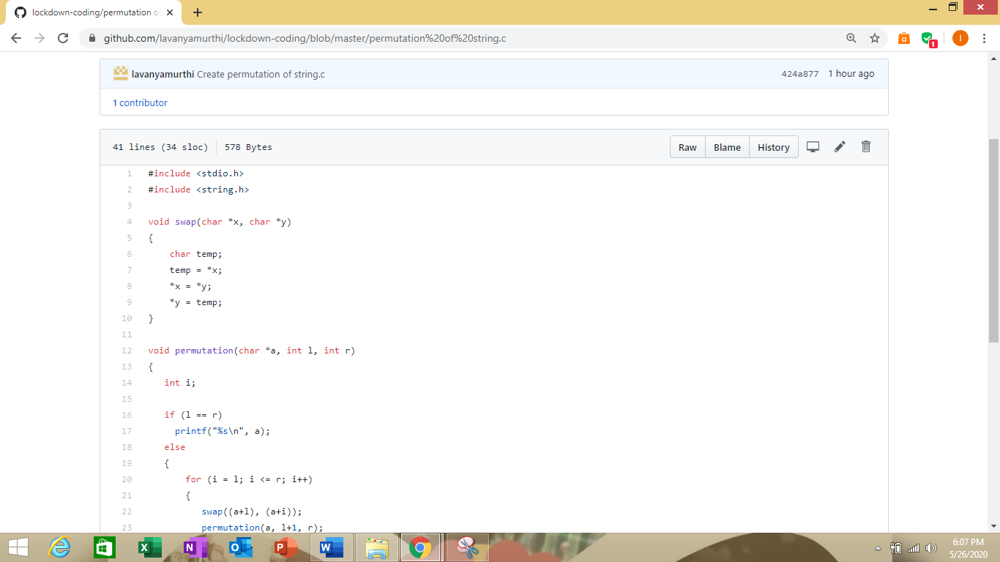 lockdown-coding/permutation o
github.com/lavanyamurthi/lockdown-coding/blob/master/permutation%20of%20string.c
a
1
I
lavanyamurthi Create permutation of string.c
424a877 1 hour ago
1 contributor
41 lines (34 sloc) 578 Bytes
Raw Blame History
1 #include <stdio.h>
2 #include <string.h>
3
4 void swap(char *x, char *y)
5 {
6 char temp;
7 temp = *x;
8 *x = *y;
9 *y = temp;
10 }
11
12 void permutation(char *a, int l, int r)
13 {
14 int i;
15
16 if (l == r)
17 printf("%s\n", a);
18 else
19 {
20 for (i = l; i <= r; i++)
21 {
22 swap((a+l), (a+i));
23 permutation(a, l+1, r);
6:07 PM
5/26/2020